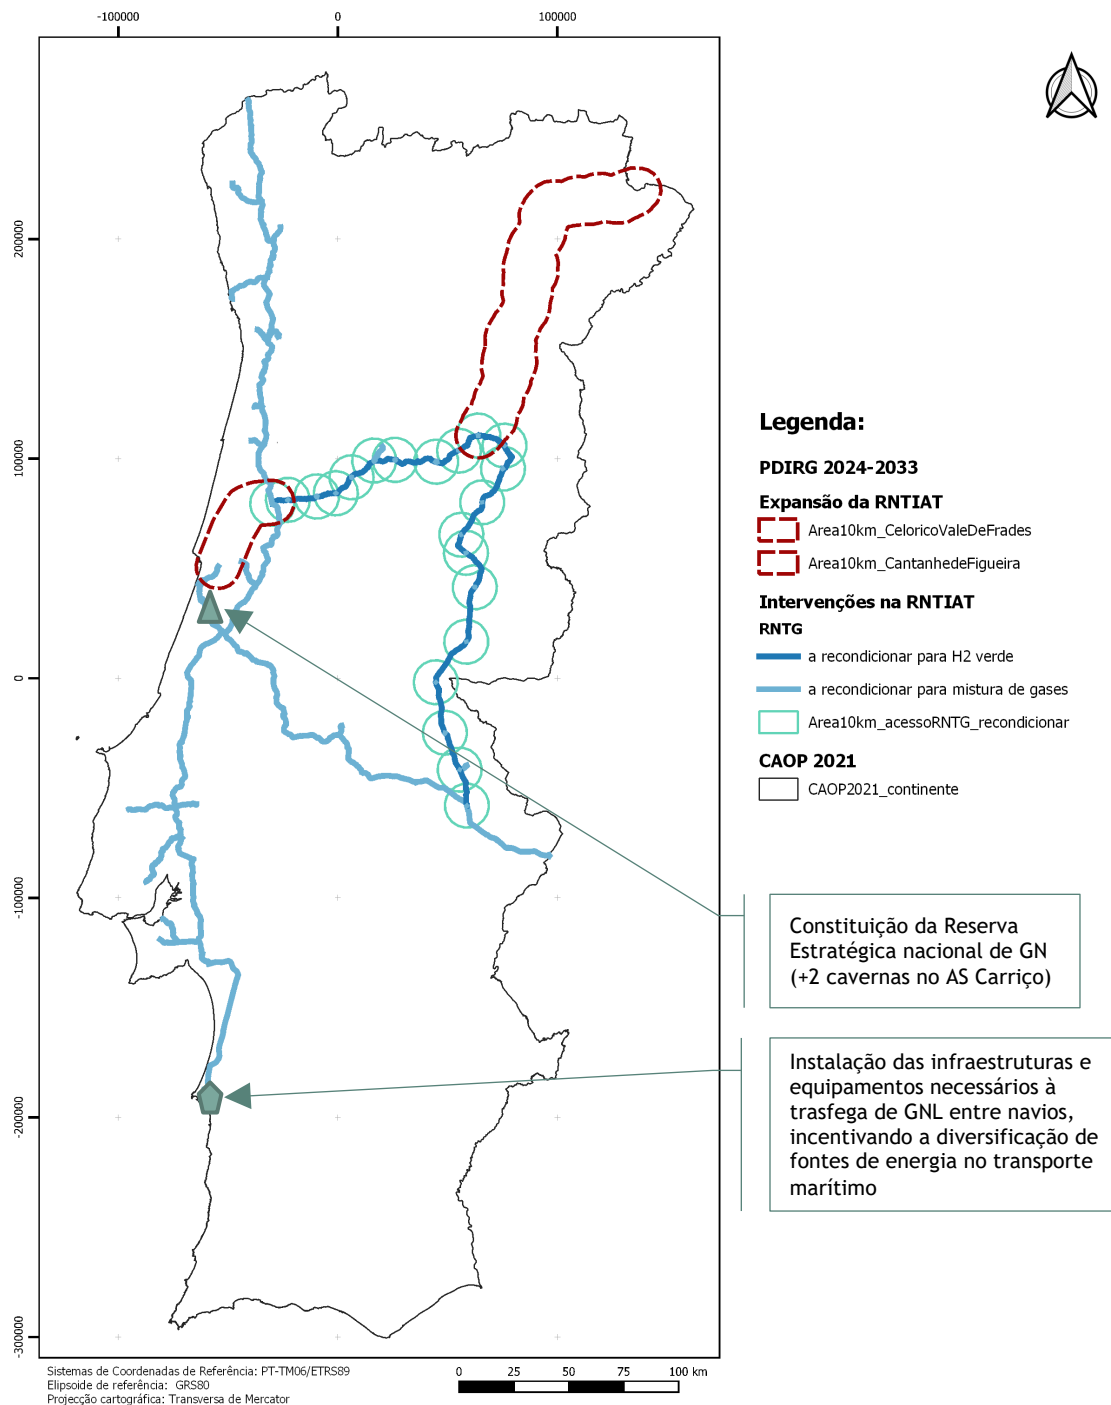 -100000
0
100000
200000
100000
0
-100000
-200000
-300000
Legenda:
PDIRG 2024-2033
Expansão da RNTIAT
Area10km_CeloricoValeDeFrades
Area10km_CantanhedeFigueira
Intervenções na RNTIAT
RNTG
a recondicionar para H2 verde
a recondicionar para mistura de gases
Area10km_acessoRNTG_recondicionar
CAOP 2021
CAOP2021_continente
Constituição da Reserva
Estratégica nacional de GN
(+2 cavernas no AS Carriço)
Instalação das infraestruturas e
equipamentos necessários à
trasfega de GNL entre navios,
incentivando a diversificação de
fontes de energia no transporte
marítimo
Sistemas de Coordenadas de Referência: PT-TM06/ETRS89
Elipsoide de referência: GRS80
Projecção cartográfica: Transversa de Mercator
0 25 50 75 100 km